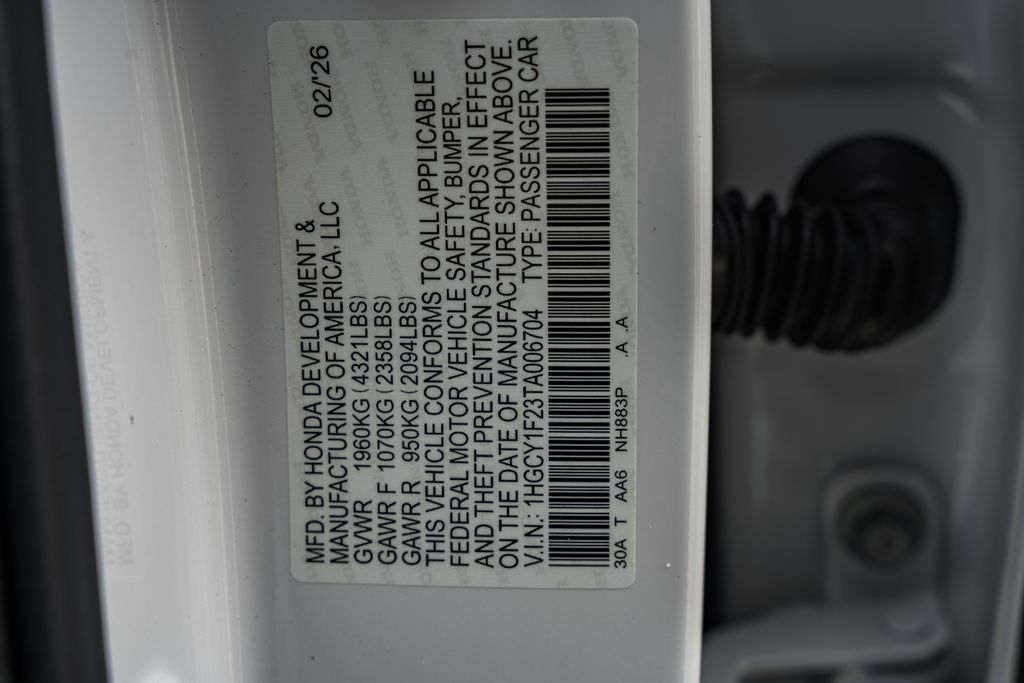 02/'26
MFD. BY HONDA DEVELOPMENT &
MANUFACTURING OF AMERICA, LLC
GVWR 1960KG (4321LBS)
GAWR F 1070KG (2358LBS)
GAWR R 950KG (2094LBS)
THIS VEHICLE CONFORMS TO ALL APPLICABLE
FEDERAL MOTOR VEHICLE SAFETY, BUMPER,
AND THEFT PREVENTION STANDARDS IN EFFECT
ON THE DATE OF MANUFACTURE SHOWN ABOVE.
V.I.N.: 1HGCY1F23TA006704 TYPE: PASSENGER CAR
30A T AA6 NH883P .A .A